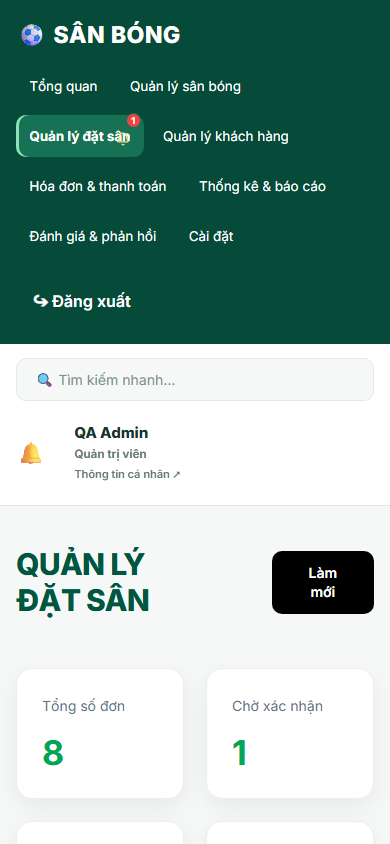 SÂN BÓNG
Tổng quan
Quản lý sân bóng
Quản lý đặt sân
1
Quản lý khách hàng
Hóa đơn & thanh toán
Thống kê & báo cáo
Đánh giá & phản hồi
Cài đặt
↪ Đăng xuất
Tìm kiếm nhanh...
QA Admin
Quản trị viên
Thông tin cá nhân ↗
QUẢN LÝ
ĐẶT SÂN
Làm
mới
Tổng số đơn
Chờ xác nhận
8
1